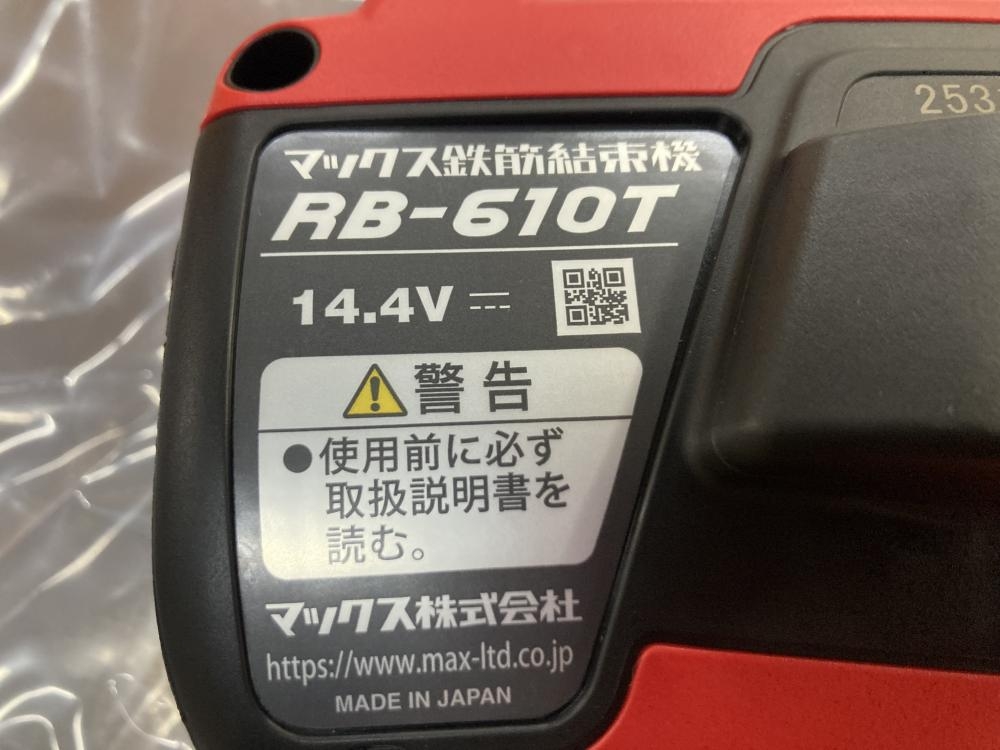 253
マックス鉄筋結束機
RB-610T
14.4V
警告
●使用前に必ず
取扱説明書を
読む。
マックス株式会社
https://www.max-ltd.co.jp
MADE IN JAPAN